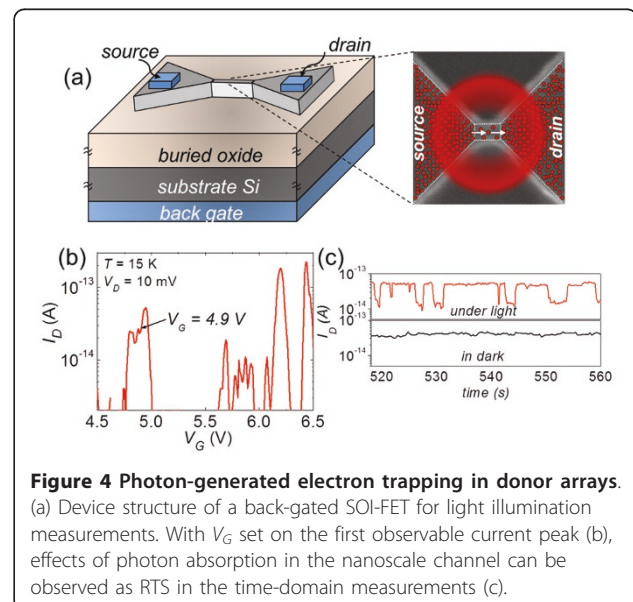 source
drain
(a)
buried oxide
substrate Si
back gate
source
drain
(b)
T = 15 K
V_D = 10 mV
V_G = 4.9 V
I_D (A)
10^-13
10^-14
4.5 5.0 5.5 6.0 6.5
V_G (V)
(c)
I_D (A)
10^-13
under light
10^-14
10^-13
in dark
10^-14
520 530 540 550 560
time (s)
Figure 4 Photon-generated electron trapping in donor arrays.
(a) Device structure of a back-gated SOI-FET for light illumination
measurements. With V_G set on the first observable current peak (b),
effects of photon absorption in the nanoscale channel can be
observed as RTS in the time-domain measurements (c).